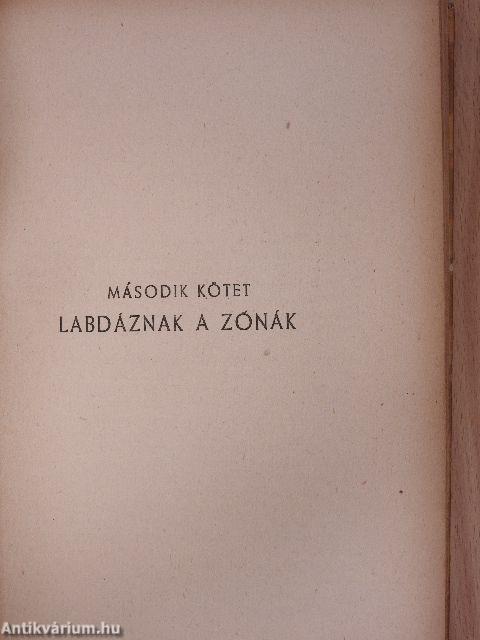 MÁSODIK KÖTET
LABDÁZNAK A ZÓNÁK
Antikvárium.hu